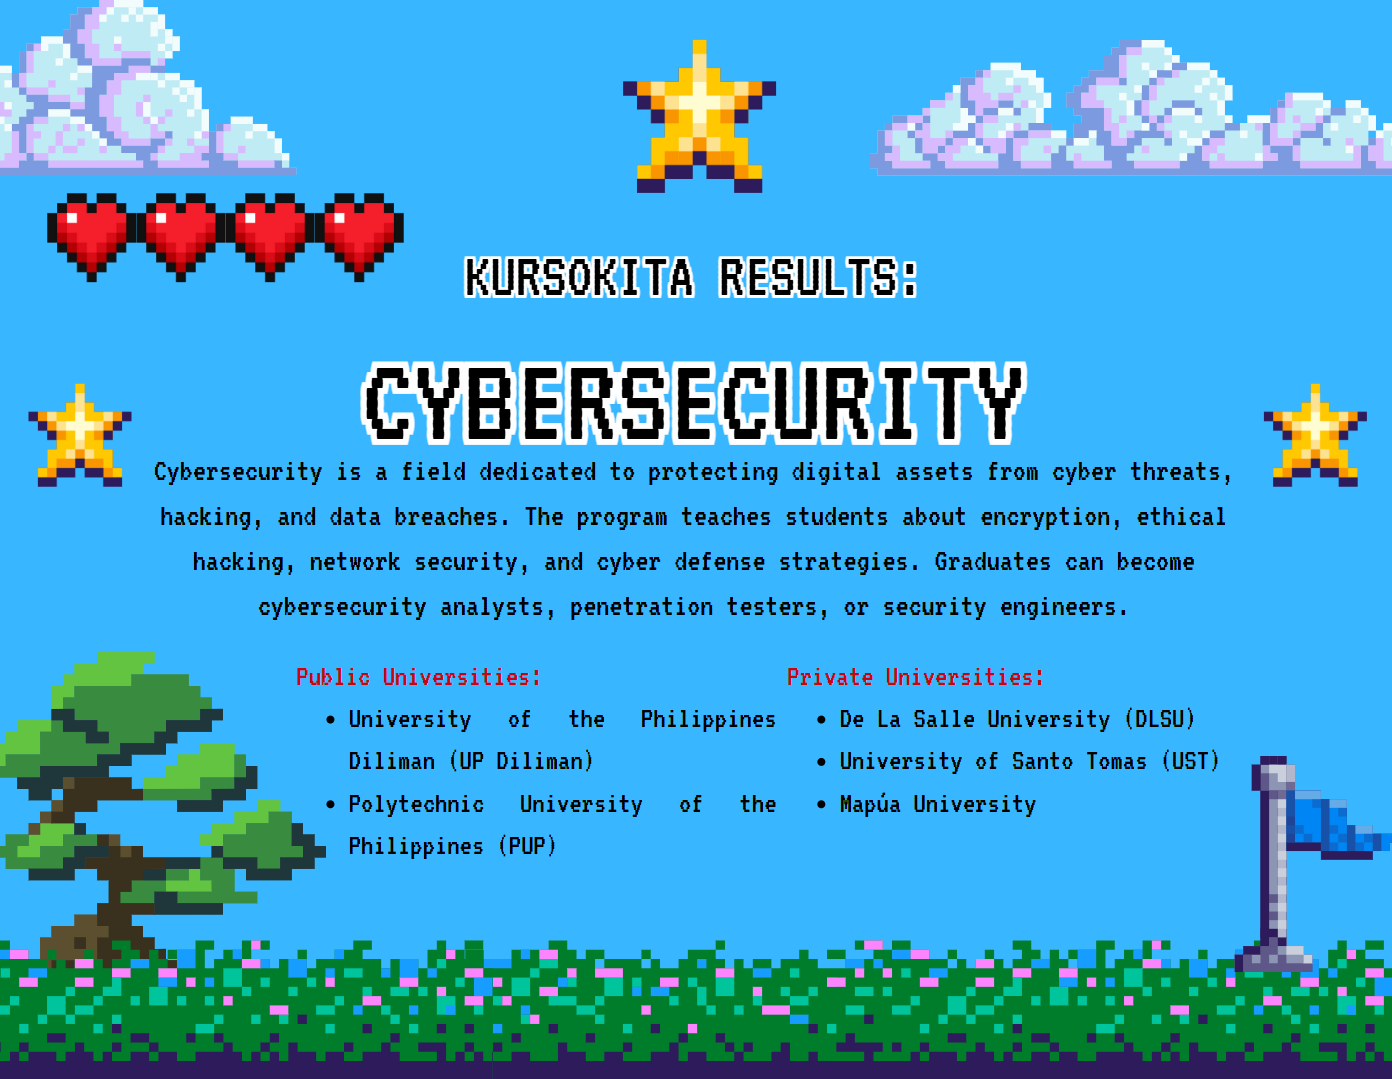 KURSOKITA RESULTS:
CYBERSECURITY
Cybersecurity is a field dedicated to protecting digital assets from cyber threats,
hacking, and data breaches. The program teaches students about encryption, ethical
hacking, network security, and cyber defense strategies. Graduates can become
cybersecurity analysts, penetration testers, or security engineers.
Public Universities:
• University of the Philippines
Diliman (UP Diliman)
• Polytechnic University of the
Philippines (PUP)
Private Universities:
• De La Salle University (DLSU)
• University of Santo Tomas (UST)
• Mapúa University